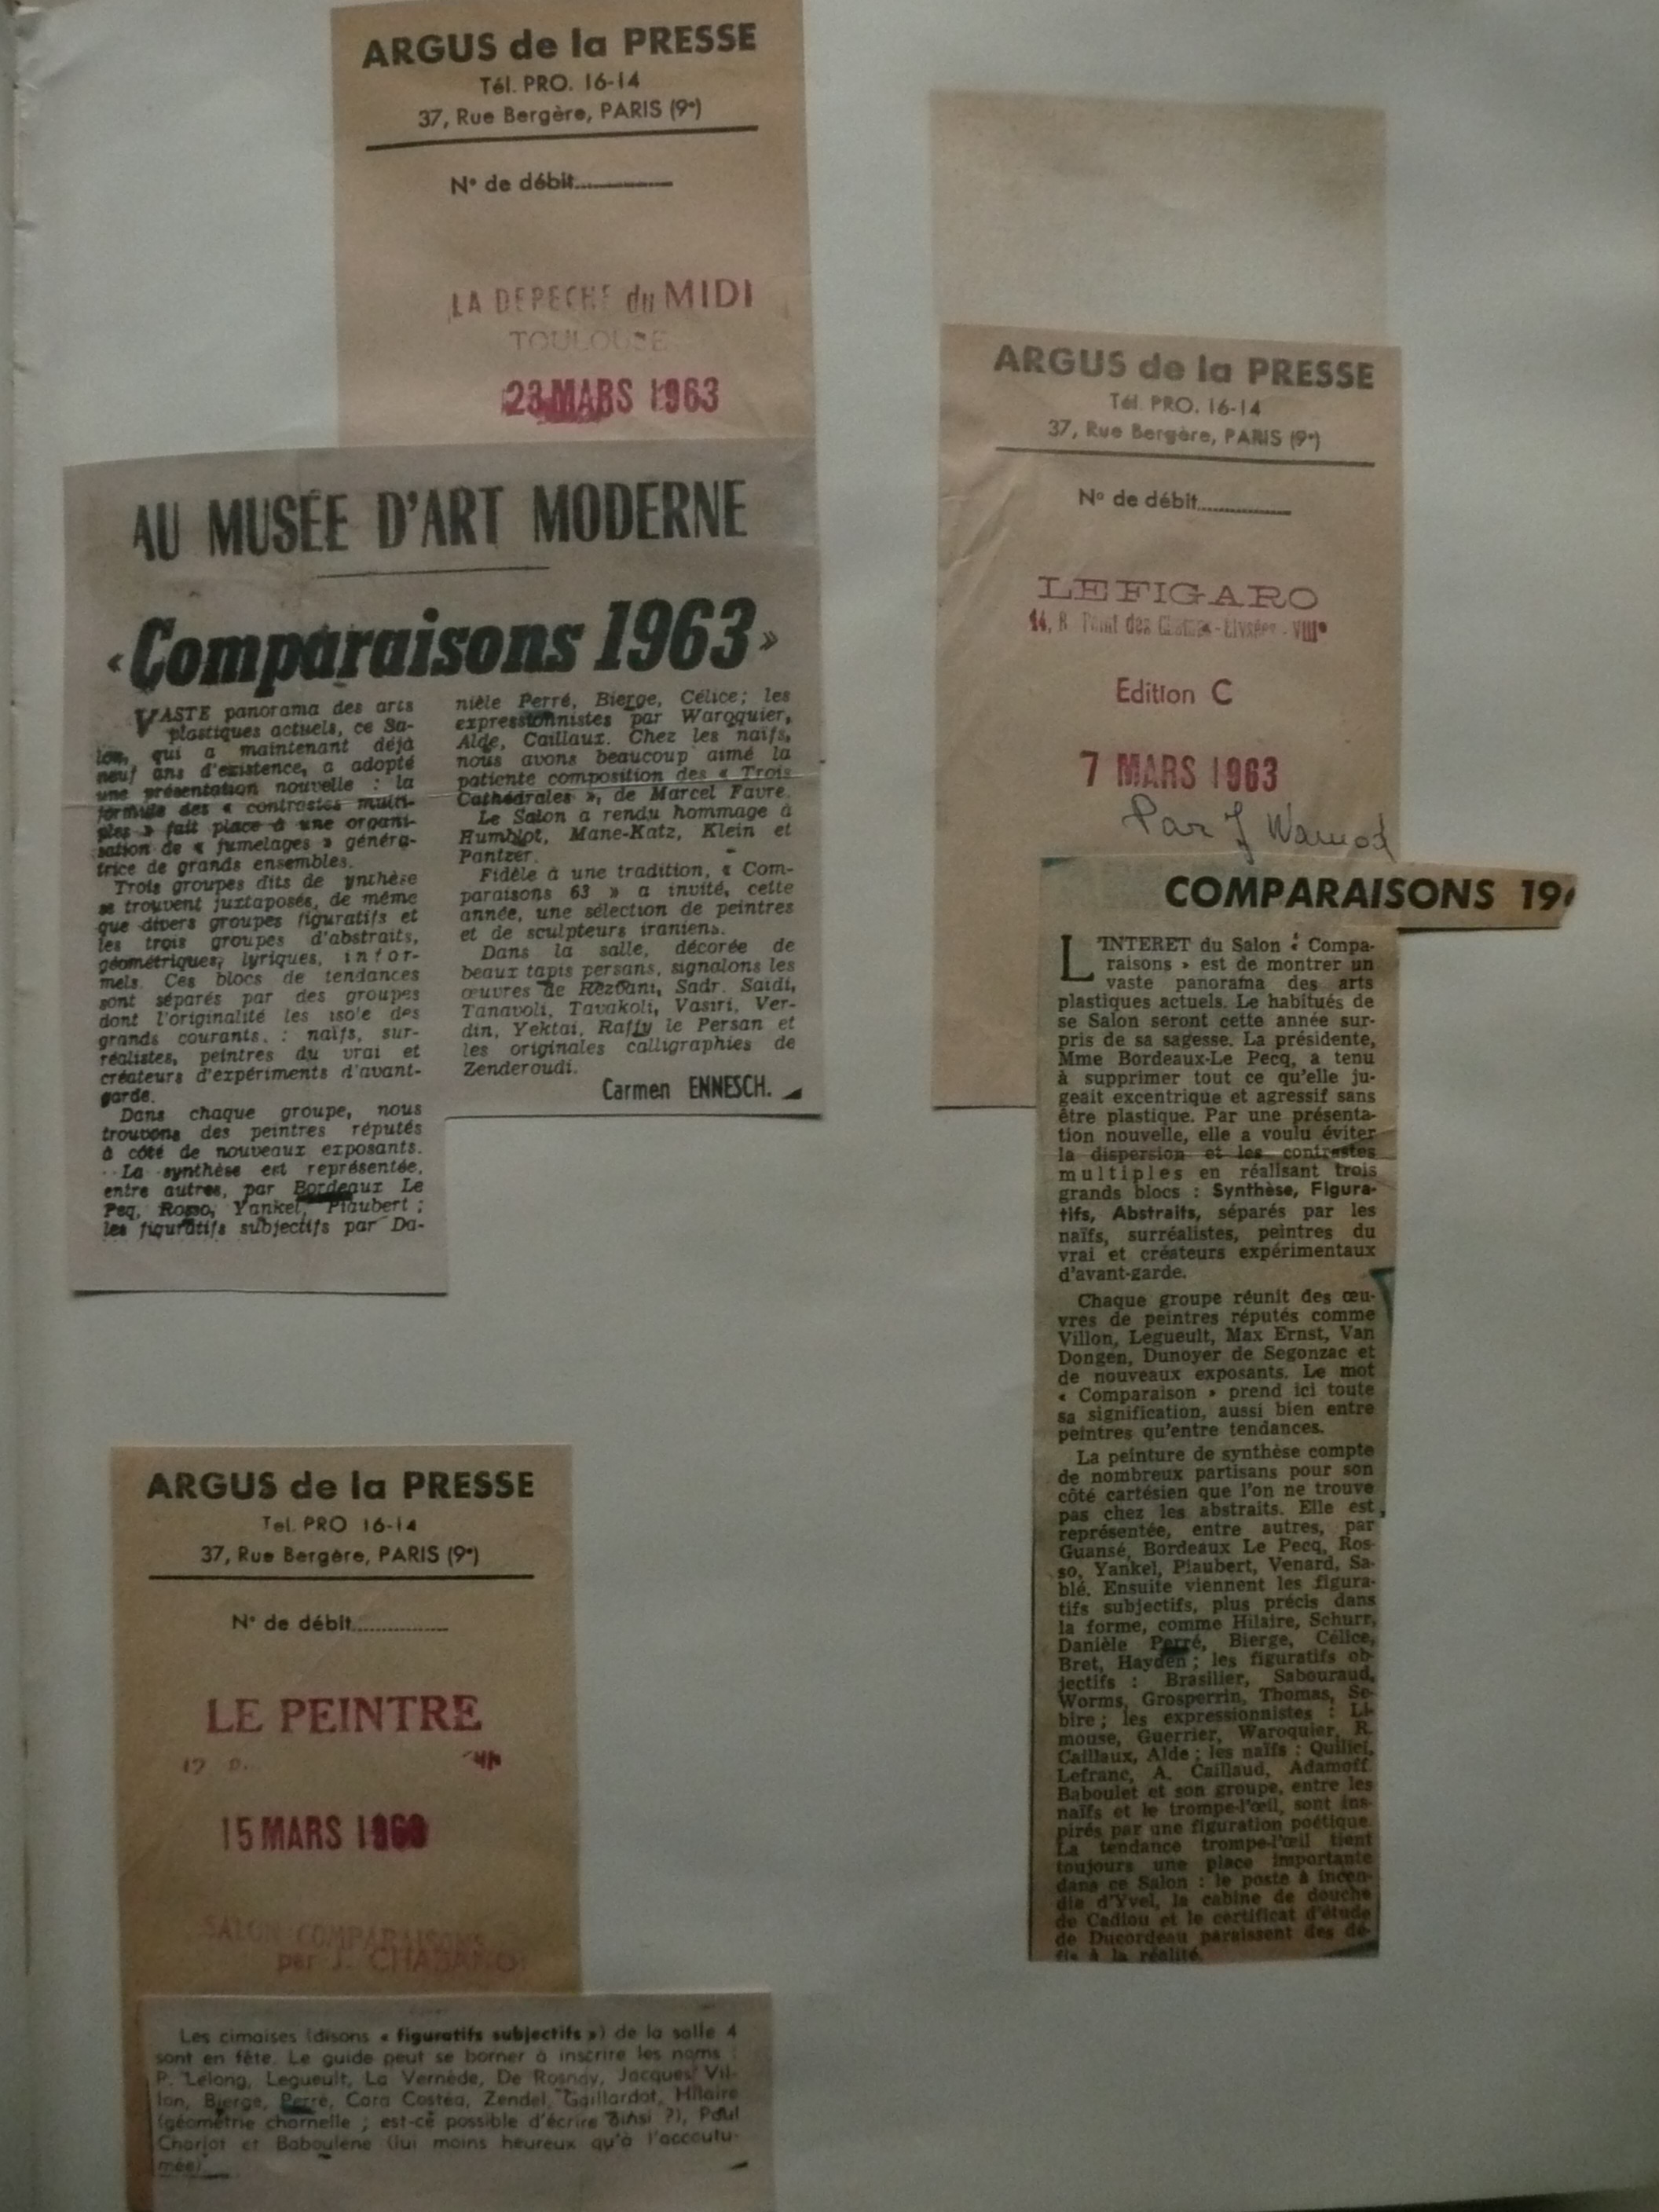 ARGUS de la PRESSE
Tél. PRO. 16-14
37, Rue Bergère, PARIS (9e)
N° de débit
LA DEPECHE du MIDI
TOULOUSE
23 MARS 1963
AU MUSÉE D'ART MODERNE
« Comparaisons 1963 »
VASTE panorama des arts
plastiques actuels, ce Sa-
lon, qui a maintenant déjà
neuf ans d'existence, a adopté
une présentation nouvelle : la
formule des « contrastes multi-
ples » fait place à une organi-
sation de « jumelages » généra-
trice de grands ensembles.
Trois groupes dits de ynthèse
se trouvent juxtaposés, de même
que divers groupes figuratifs et
les trois groupes d'abstraits,
géométriques, lyriques, infor-
mels. Ces blocs de tendances
sont séparés par des groupes
dont l'originalité les isole des
grands courants, : naïfs, sur-
réalistes, peintres du vrai et
créateurs d'expériments d'avant-
garde.
Dans chaque groupe, nous
trouvons des peintres réputés
à côté de nouveaux exposants.
La synthèse est représentée,
entre autres, par Bordeaux Le
Peq, Rosso, Yankel, Piaubert ;
les figuratifs subjectifs par Da-
nièle Perré, Bierge, Célice; les
expressionnistes par Waroquier,
Alde, Caillaux. Chez les naïfs,
nous avons beaucoup aimé la
patiente composition des « Trois
Cathédrales », de Marcel Favre.
Le Salon a rendu hommage à
Humblot, Mane-Katz, Klein et
Pantzer.
Fidèle à une tradition, « Com-
paraisons 63 » a invité, cette
année, une sélection de peintres
et de sculpteurs iraniens.
Dans la salle, décorée de
beaux tapis persans, signalons les
œuvres de Rezvani, Sadr. Saidi,
Tanavoli, Tavakoli, Vasiri, Ver-
din, Yektai, Raffy le Persan et
les originales calligraphies de
Zenderoudi.
Carmen ENNESCH.
ARGUS de la PRESSE
Tél. PRO. 16-14
37, Rue Bergère, PARIS (9e)
N° de débit
LE FIGARO
14, R. Point des Champs-Elysées - VIIIe
Edition C
7 MARS 1963
Par J Warnod
COMPARAISONS 196
L'INTERET du Salon « Compa-
raisons » est de montrer un
vaste panorama des arts
plastiques actuels. Le habitués de
se Salon seront cette année sur-
pris de sa sagesse. La présidente,
Mme Bordeaux-Le Pecq, a tenu
à supprimer tout ce qu'elle ju-
geait excentrique et agressif sans
être plastique. Par une présenta-
tion nouvelle, elle a voulu éviter
la dispersion et les contrastes
multiples en réalisant trois
grands blocs : Synthèse, Figura-
tifs, Abstraits, séparés par les
naïfs, surréalistes, peintres du
vrai et créateurs expérimentaux
d'avant-garde.
Chaque groupe réunit des œu-
vres de peintres réputés comme
Villon, Legueult, Max Ernst, Van
Dongen, Dunoyer de Segonzac et
de nouveaux exposants. Le mot
« Comparaison » prend ici toute
sa signification, aussi bien entre
peintres qu'entre tendances.
La peinture de synthèse compte
de nombreux partisans pour son
côté cartésien que l'on ne trouve
pas chez les abstraits. Elle est
représentée, entre autres, par
Guansé, Bordeaux Le Pecq, Ros-
so, Yankel, Piaubert, Venard, Sa-
blé. Ensuite viennent les figura-
tifs subjectifs, plus précis dans
la forme, comme Hilaire, Schurr,
Danièle Perré, Bierge, Célice,
Bret, Hayden ; les figuratifs ob-
jectifs : Brasilier, Sabouraud,
Worms, Grosperrin, Thomas, Se-
bire ; les expressionnistes : Li-
mouse, Guerrier, Waroquier, R.
Caillaux, Alde ; les naïfs : Quilici,
Lefranc, A. Caillaud, Adamoff.
Baboulet et son groupe, entre les
naïfs et le trompe-l'œil, sont ins-
pirés par une figuration poétique.
La tendance trompe-l'œil tient
toujours une place importante
dans ce Salon : le poste à incen-
die d'Yvel, la cabine de douche
de Cadiou et le certificat d'étude
de Ducordeau paraissent des dé-
fis à la réalité.
ARGUS de la PRESSE
Tel. PRO 16-14
37, Rue Bergère, PARIS (9e)
N° de débit
LE PEINTRE
15 MARS 1963
SALON COMPARAISONS
par J. CHABANON
Les cimaises (disons « figuratifs subjectifs ») de la salle 4
sont en fête. Le guide peut se borner à inscrire les noms :
P. Lelong, Legueult, La Vernède, De Rosnay, Jacques Vil-
lon, Bierge, Perré, Cara Costéa, Zendel, Gaillardot, Hilaire
(géométrie charnelle ; est-ce possible d'écrire ainsi ?), Paul
Charlot et Baboulène (lui moins heureux qu'à l'accoutu-
mée).